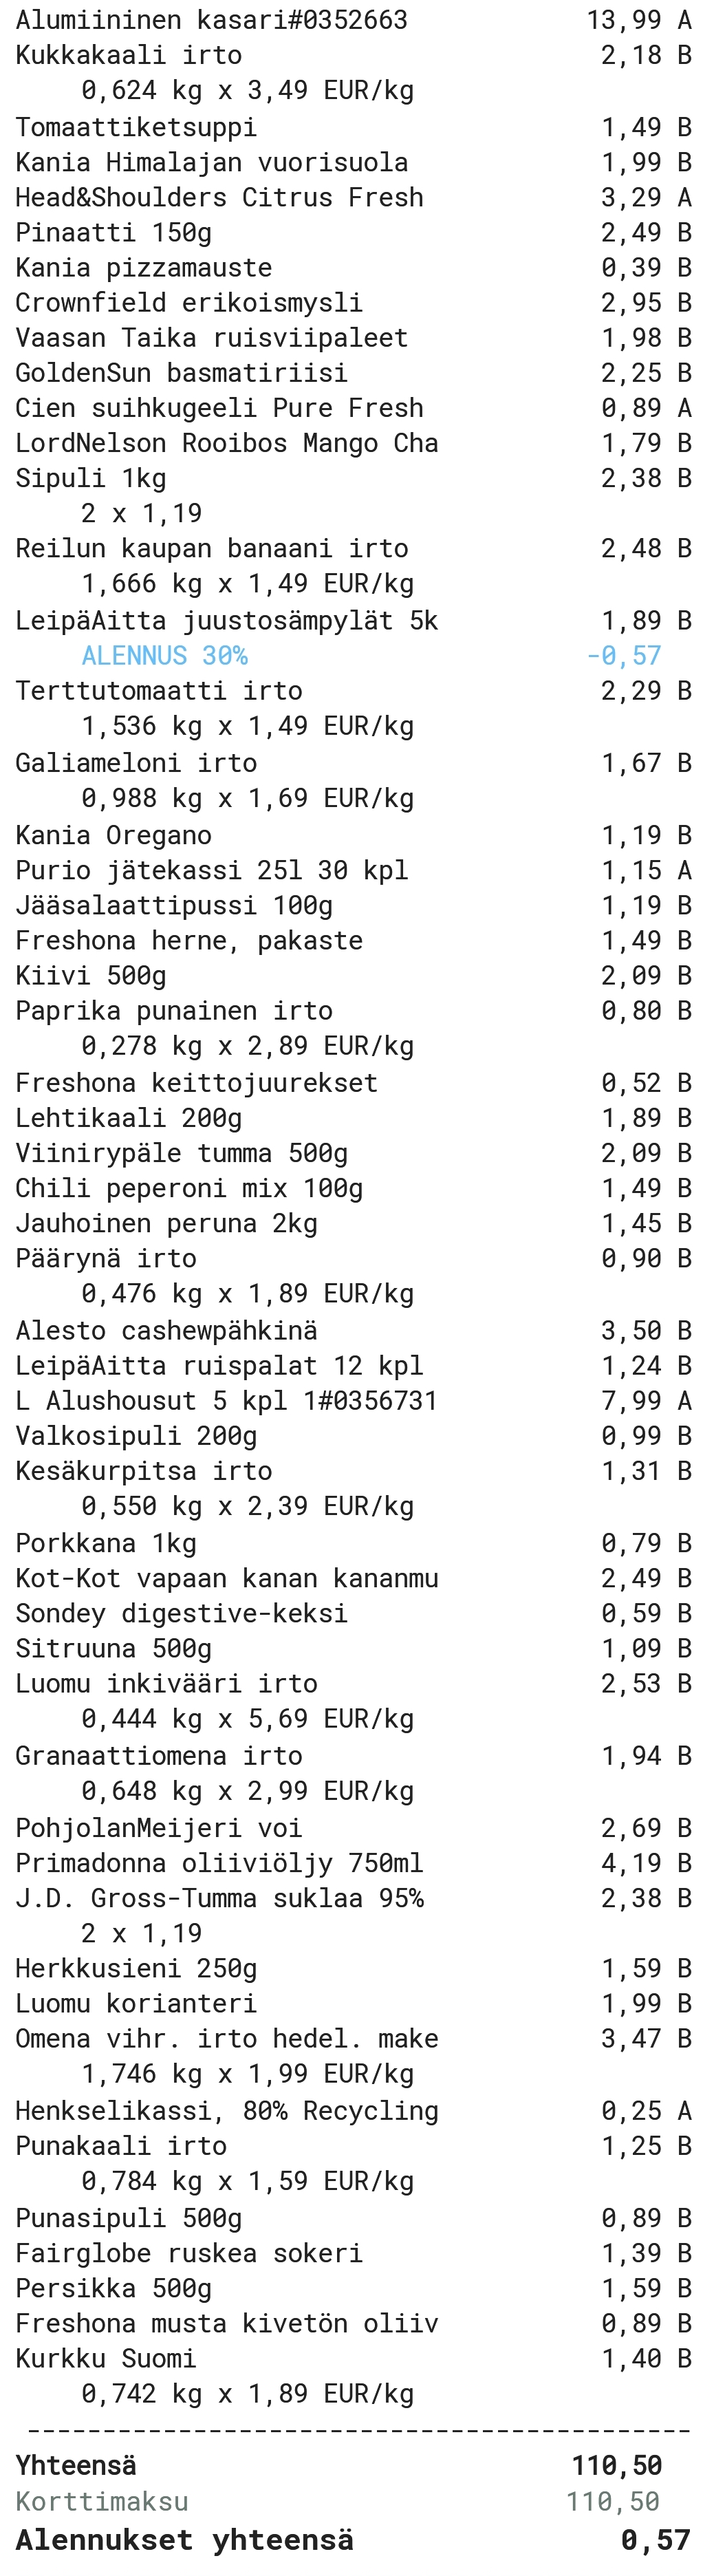 Alumiininen kasari#0352663 13,99 A
Kukkakaali irto 2,18 B
0,624 kg x 3,49 EUR/kg
Tomaattiketsuppi 1,49 B
Kania Himalajan vuorisuola 1,99 B
Head&Shoulders Citrus Fresh 3,29 A
Pinaatti 150g 2,49 B
Kania pizzamauste 0,39 B
Crownfield erikoismysli 2,95 B
Vaasan Taika ruisviipaleet 1,98 B
GoldenSun basmatiriisi 2,25 B
Cien suihkugeeli Pure Fresh 0,89 A
LordNelson Rooibos Mango Cha 1,79 B
Sipuli 1kg 2,38 B
2 x 1,19
Reilun kaupan banaani irto 2,48 B
1,666 kg x 1,49 EUR/kg
LeipäAitta juustosämpylät 5k 1,89 B
ALENNUS 30% -0,57
Terttutomaatti irto 2,29 B
1,536 kg x 1,49 EUR/kg
Galiameloni irto 1,67 B
0,988 kg x 1,69 EUR/kg
Kania Oregano 1,19 B
Purio jätekassi 25l 30 kpl 1,15 A
Jääsalaattipussi 100g 1,19 B
Freshona herne, pakaste 1,49 B
Kiivi 500g 2,09 B
Paprika punainen irto 0,80 B
0,278 kg x 2,89 EUR/kg
Freshona keittojuurekset 0,52 B
Lehtikaali 200g 1,89 B
Viinirypäle tumma 500g 2,09 B
Chili peperoni mix 100g 1,49 B
Jauhoinen peruna 2kg 1,45 B
Päärynä irto 0,90 B
0,476 kg x 1,89 EUR/kg
Alesto cashewpähkinä 3,50 B
LeipäAitta ruispalat 12 kpl 1,24 B
L Alushousut 5 kpl 1#0356731 7,99 A
Valkosipuli 200g 0,99 B
Kesäkurpitsa irto 1,31 B
0,550 kg x 2,39 EUR/kg
Porkkana 1kg 0,79 B
Kot-Kot vapaan kanan kananmu 2,49 B
Sondey digestive-keksi 0,59 B
Sitruuna 500g 1,09 B
Luomu inkivääri irto 2,53 B
0,444 kg x 5,69 EUR/kg
Granaattiomena irto 1,94 B
0,648 kg x 2,99 EUR/kg
PohjolanMeijeri voi 2,69 B
Primadonna oliiviöljy 750ml 4,19 B
J.D. Gross-Tumma suklaa 95% 2,38 B
2 x 1,19
Herkkusieni 250g 1,59 B
Luomu korianteri 1,99 B
Omena vihr. irto hedel. make 3,47 B
1,746 kg x 1,99 EUR/kg
Henkselikassi, 80% Recycling 0,25 A
Punakaali irto 1,25 B
0,784 kg x 1,59 EUR/kg
Punasipuli 500g 0,89 B
Fairglobe ruskea sokeri 1,39 B
Persikka 500g 1,59 B
Freshona musta kivetön oliiv 0,89 B
Kurkku Suomi 1,40 B
0,742 kg x 1,89 EUR/kg
--------------------------------------------
Yhteensä 110,50
Korttimaksu 110,50
Alennukset yhteensä 0,57